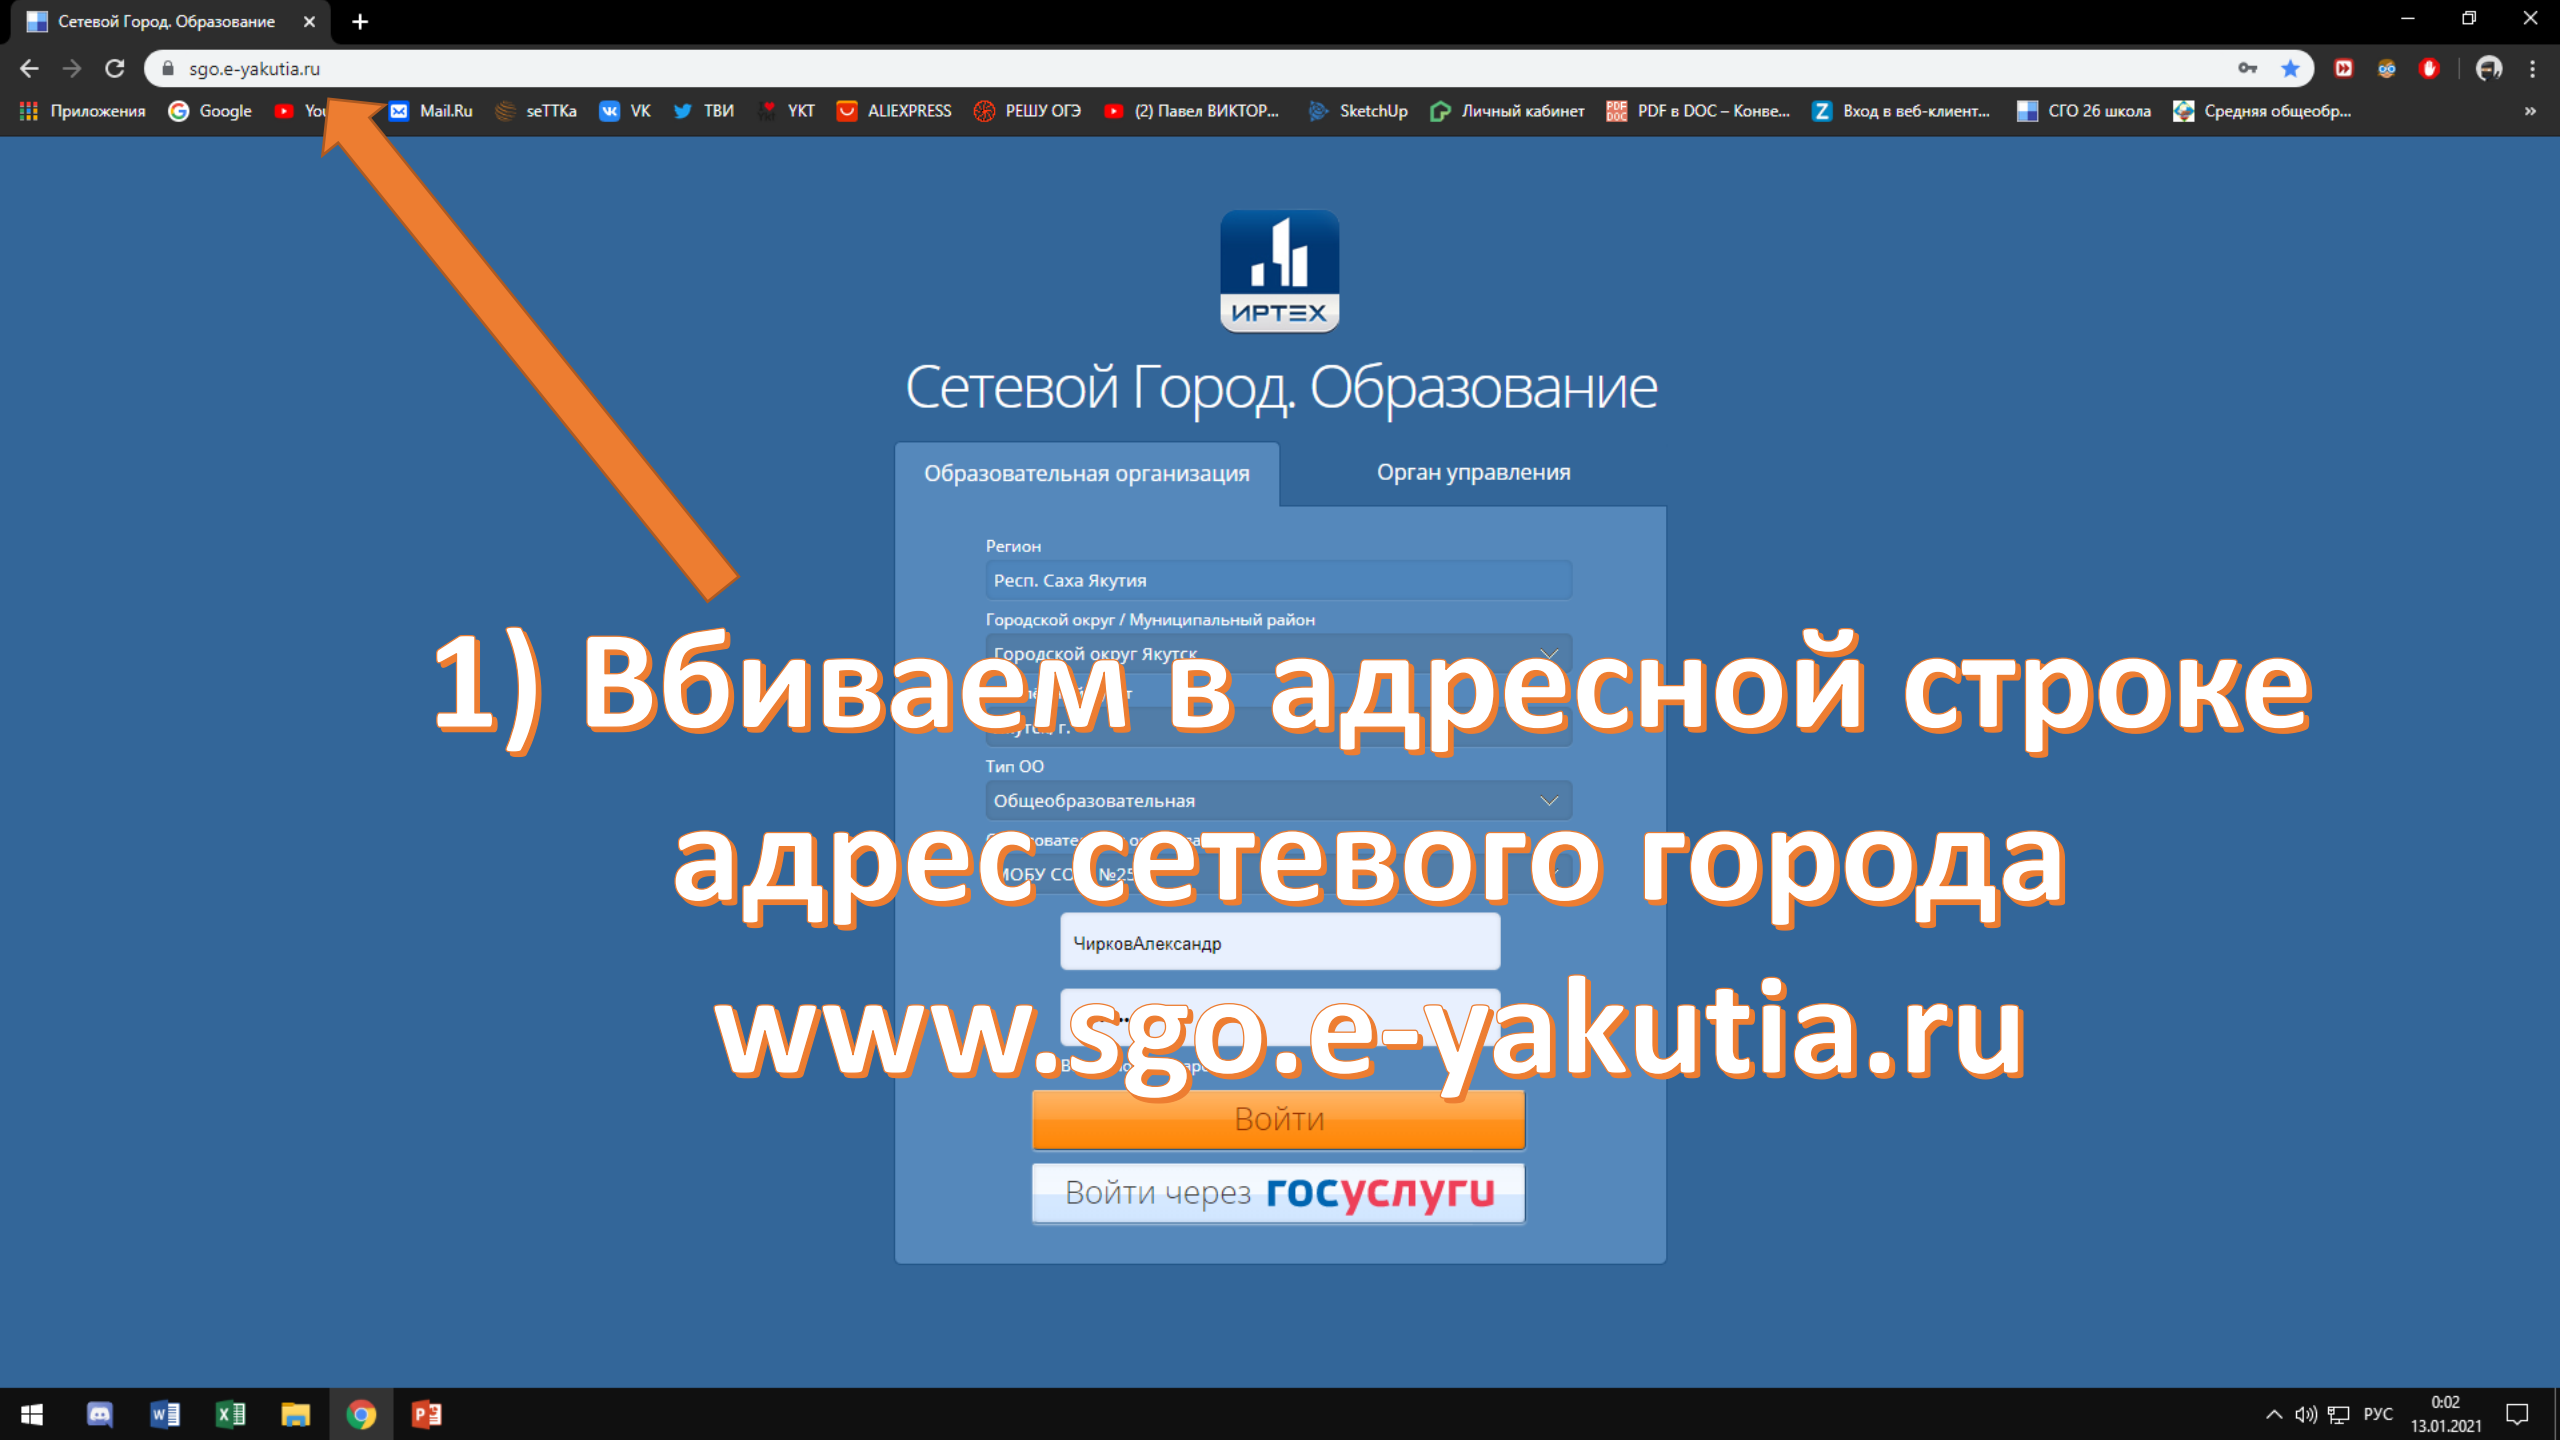 Сетевой Город. Образование
sgo.e-yakutia.ru
Приложения Google Mail.Ru seTTKa VK ТВИ YKT ALIEXPRESS РЕШУ ОГЭ (2) Павел ВИКТОР... SketchUp Личный кабинет PDF в DOC – Конве... Вход в веб-клиент... СГО 26 школа Средняя общеобр...
ИРТЕХ
Сетевой Город. Образование
Образовательная организация Орган управления
Регион
Респ. Саха Якутия
Городской округ / Муниципальный район
Городской округ Якутск
1) Вбиваем в адресной строке
Тип ОО
Общеобразовательная
адрес сетевого города
ЧирковАлександр
www.sgo.e-yakutia.ru
Войти
Войти через госуслуги
РУС 0:02
13.01.2021